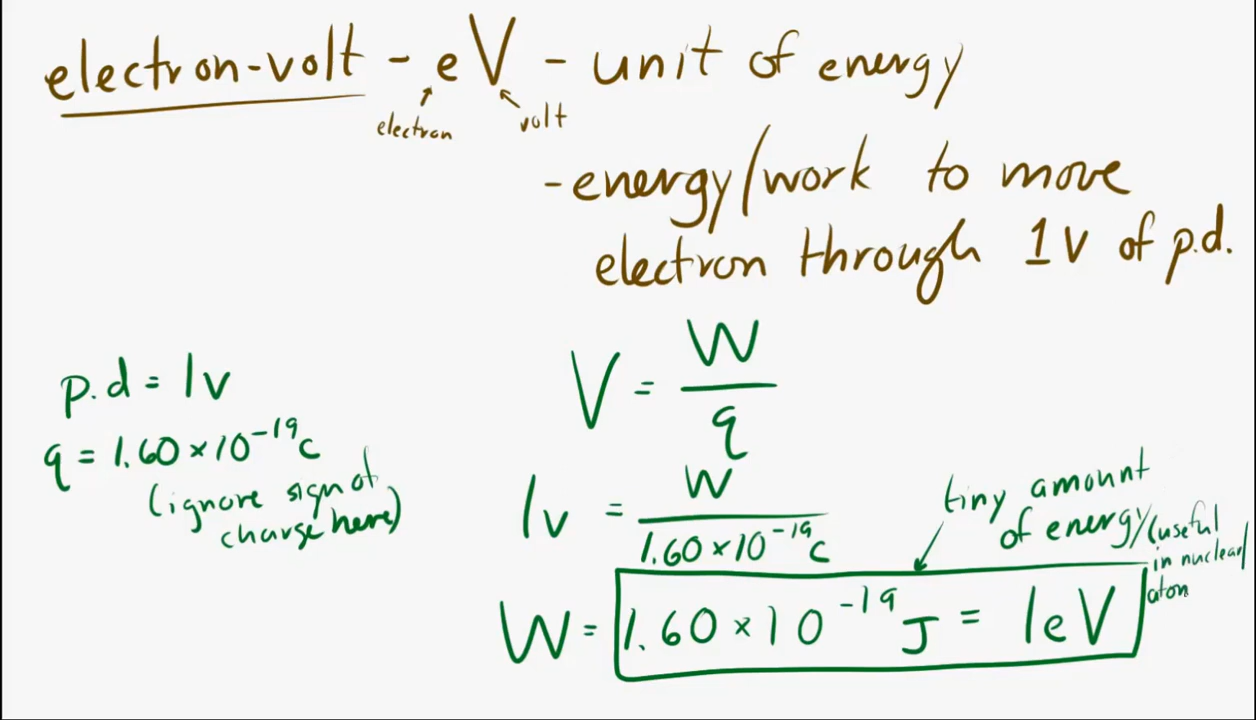 electron-volt - eV - unit of energy
electron
volt
- energy/work to move
electron through 1V of p.d.
p.d = 1v
q = 1.60 × 10⁻¹⁹c
(ignore sign of
charge here)
V = W/q
1v = W/1.60 × 10⁻¹⁹c
tiny amount
of energy (useful
in nuclear/
atom
W = 1.60 × 10⁻¹⁹ J = 1eV